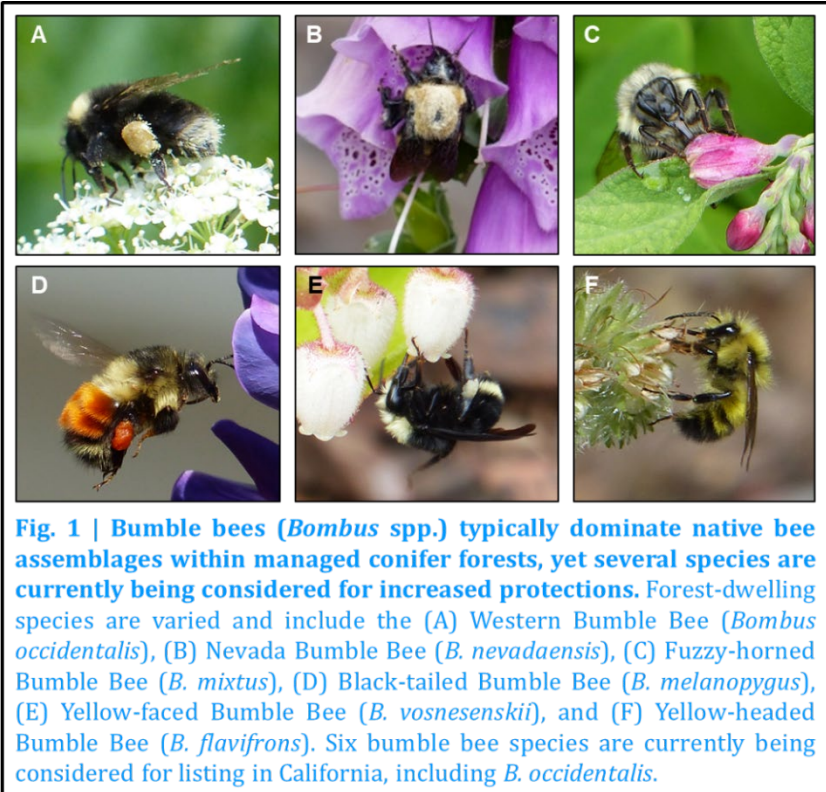 A
B
C
D
E
F
Fig. 1 | Bumble bees (Bombus spp.) typically dominate native bee
assemblages within managed conifer forests, yet several species are
currently being considered for increased protections. Forest-dwelling
species are varied and include the (A) Western Bumble Bee (Bombus
occidentalis), (B) Nevada Bumble Bee (B. nevadaensis), (C) Fuzzy-horned
Bumble Bee (B. mixtus), (D) Black-tailed Bumble Bee (B. melanopygus),
(E) Yellow-faced Bumble Bee (B. vosnesenskii), and (F) Yellow-headed
Bumble Bee (B. flavifrons). Six bumble bee species are currently being
considered for listing in California, including B. occidentalis.